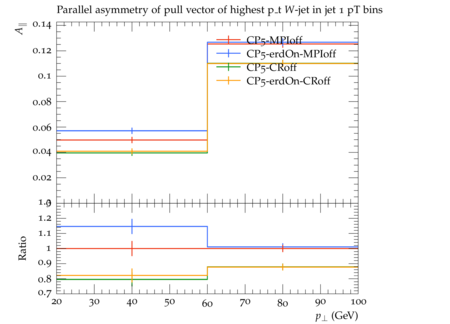 Parallel asymmetry of pull vector of highest p_t W-jet in jet 1 pT bins
A∥
0.14
0.12
0.1
0.08
0.06
0.04
0.02
CP5-MPIoff
CP5-erdOn-MPIoff
CP5-CRoff
CP5-erdOn-CRoff
1.2
1.1
1
0.9
0.8
0.7
Ratio
20 30 40 50 60 70 80 90 100
p⊥ (GeV)